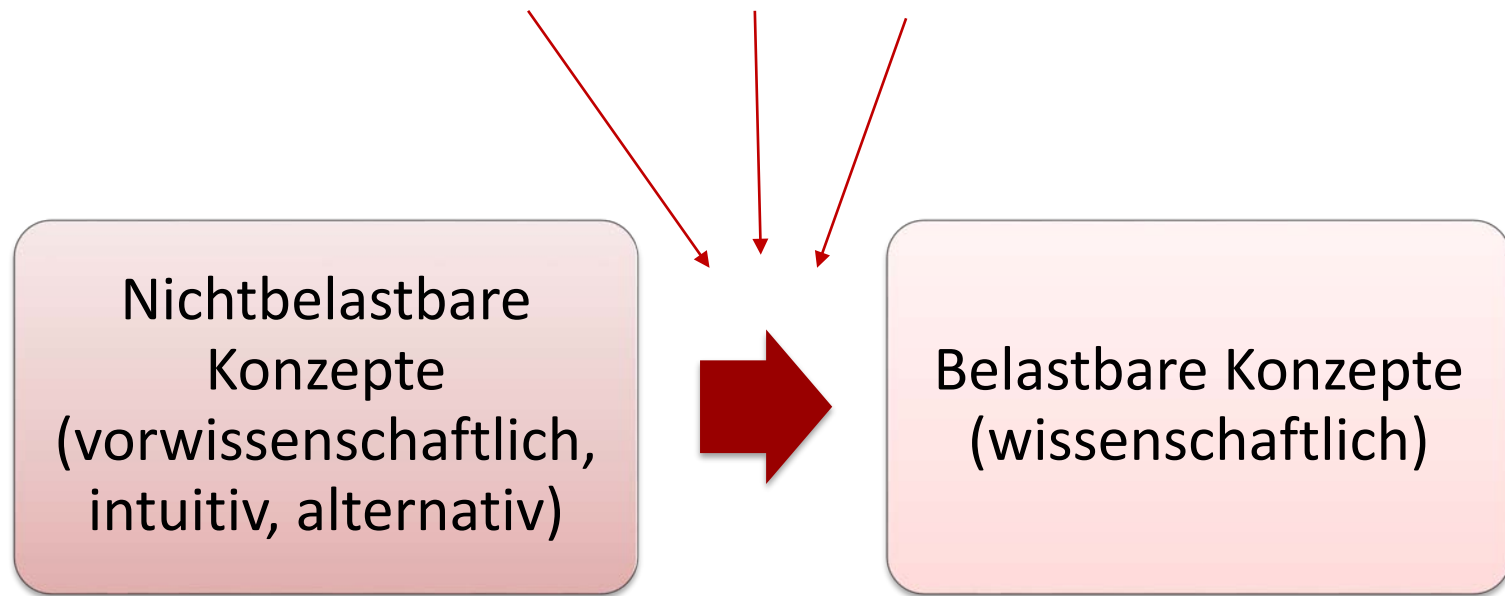 Nichtbelastbare
Konzepte
(vorwissenschaftlich,
intuitiv, alternativ)
Belastbare Konzepte
(wissenschaftlich)